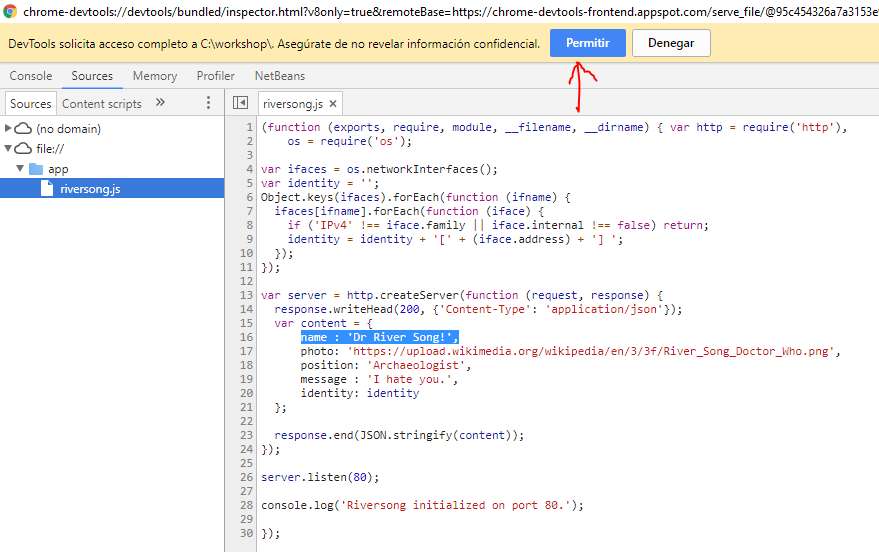 chrome-devtools://devtools/bundled/inspector.html?v8only=true&remoteBase=https://chrome-devtools-frontend.appspot.com/serve_file/@95c454326a7a3153e
DevTools solicita acceso completo a C:\workshop\. Asegúrate de no revelar información confidencial. Permitir Denegar
Console Sources Memory Profiler NetBeans
Sources Content scripts » riversong.js ×
(no domain)
file://
app
riversong.js
1 (function (exports, require, module, __filename, __dirname) { var http = require('http'),
2     os = require('os');
3
4 var ifaces = os.networkInterfaces();
5 var identity = '';
6 Object.keys(ifaces).forEach(function (ifname) {
7   ifaces[ifname].forEach(function (iface) {
8     if ('IPv4' !== iface.family || iface.internal !== false) return;
9     identity = identity + '[' + (iface.address) + '] ';
10   });
11 });
12
13 var server = http.createServer(function (request, response) {
14   response.writeHead(200, {'Content-Type': 'application/json'});
15   var content = {
16       name : 'Dr River Song!',
17       photo: 'https://upload.wikimedia.org/wikipedia/en/3/3f/River_Song_Doctor_Who.png',
18       position: 'Archaeologist',
19       message : 'I hate you.',
20       identity: identity
21   };
22
23   response.end(JSON.stringify(content));
24 });
25
26 server.listen(80);
27
28 console.log('Riversong initialized on port 80.');
29
30 });